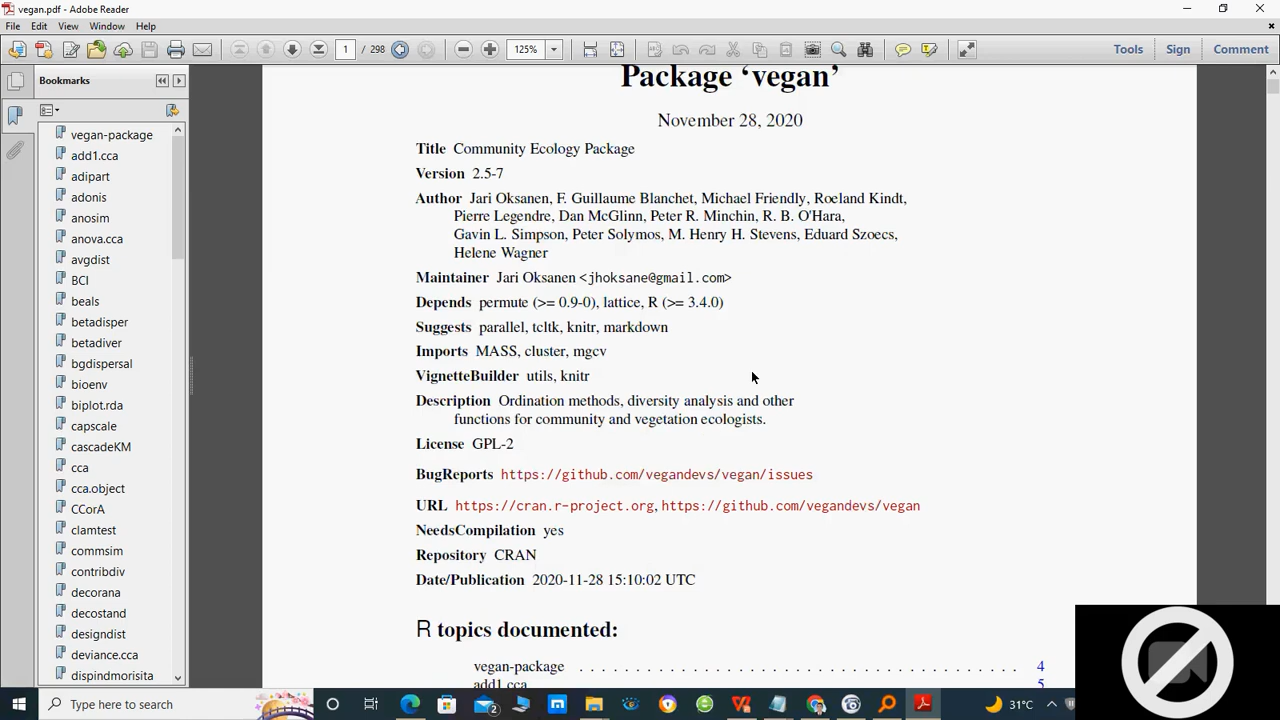 vegan.pdf - Adobe Reader
File Edit View Window Help
1 / 298 125% Tools Sign Comment
Bookmarks
vegan-package
add1.cca
adipart
adonis
anosim
anova.cca
avgdist
BCI
beals
betadisper
betadiver
bgdispersal
bioenv
biplot.rda
capscale
cascadeKM
cca
cca.object
CCorA
clamtest
commsim
contribdiv
decorana
decostand
designdist
deviance.cca
dispindmorisita
Package ‘vegan’
November 28, 2020
Title Community Ecology Package
Version 2.5-7
Author Jari Oksanen, F. Guillaume Blanchet, Michael Friendly, Roeland Kindt,
Pierre Legendre, Dan McGlinn, Peter R. Minchin, R. B. O'Hara,
Gavin L. Simpson, Peter Solymos, M. Henry H. Stevens, Eduard Szoecs,
Helene Wagner
Maintainer Jari Oksanen <jhoksane@gmail.com>
Depends permute (>= 0.9-0), lattice, R (>= 3.4.0)
Suggests parallel, tcltk, knitr, markdown
Imports MASS, cluster, mgcv
VignetteBuilder utils, knitr
Description Ordination methods, diversity analysis and other
functions for community and vegetation ecologists.
License GPL-2
BugReports https://github.com/vegandevs/vegan/issues
URL https://cran.r-project.org, https://github.com/vegandevs/vegan
NeedsCompilation yes
Repository CRAN
Date/Publication 2020-11-28 15:10:02 UTC
R topics documented:
vegan-package . . . . . . . . . . . . . . . . . . . . . . . . . . . . . . . . . . . . . . . 4
add1.cca 5
Type here to search
2
31°C